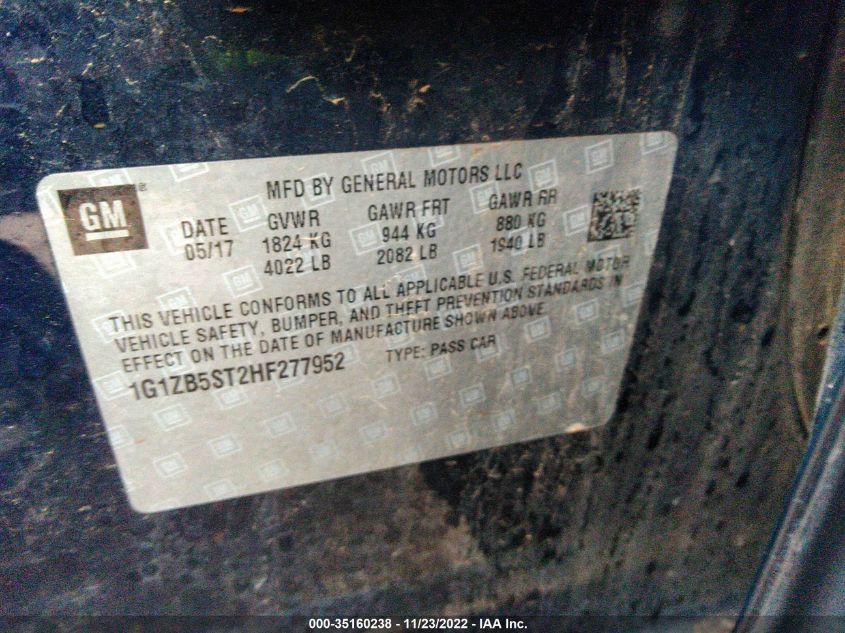 GM ®
MFD BY GENERAL MOTORS LLC
DATE GVWR GAWR FRT GAWR RR
05/17 1824 KG 944 KG 880 KG
4022 LB 2082 LB 1940 LB
THIS VEHICLE CONFORMS TO ALL APPLICABLE U.S. FEDERAL MOTOR
VEHICLE SAFETY, BUMPER, AND THEFT PREVENTION STANDARDS IN
EFFECT ON THE DATE OF MANUFACTURE SHOWN ABOVE.
1G1ZB5ST2HF277952 TYPE: PASS CAR
000-35160238 - 11/23/2022 - IAA Inc.